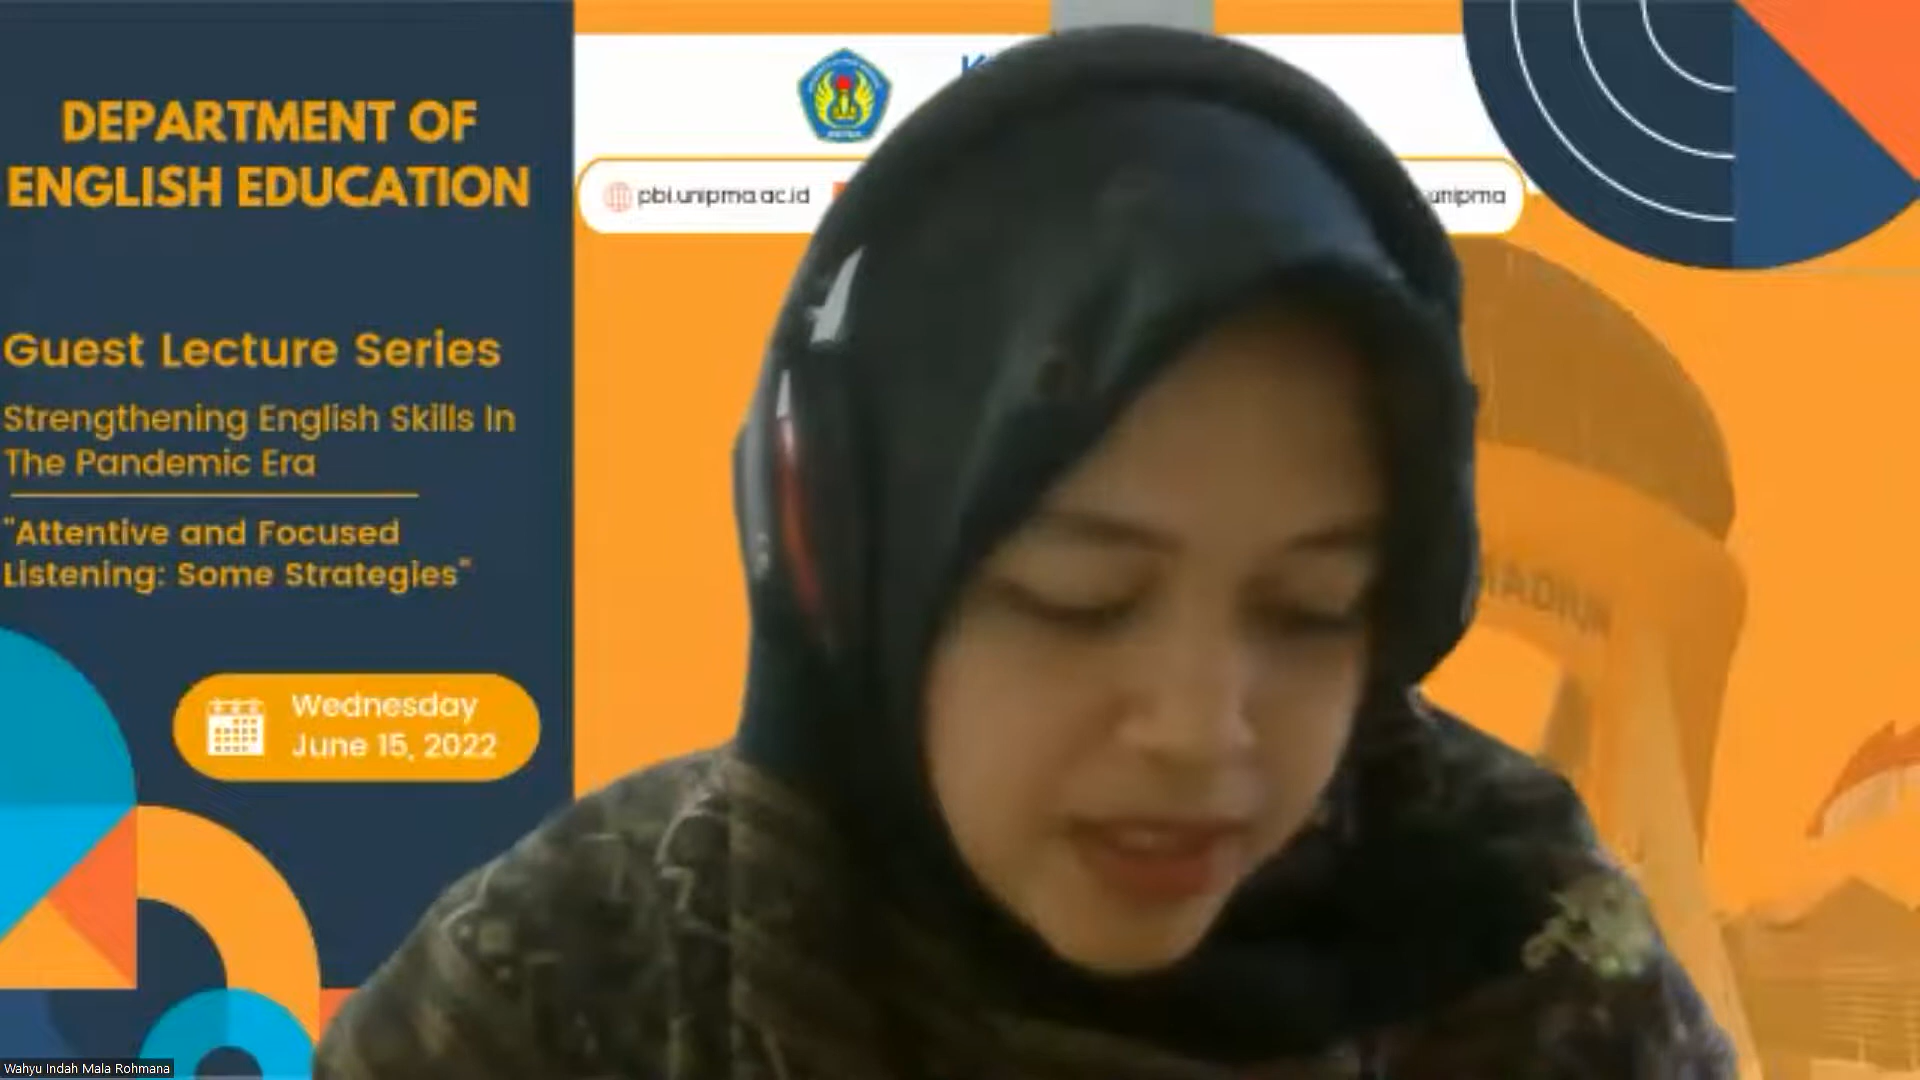 DEPARTMENT OF
ENGLISH EDUCATION
Guest Lecture Series
Strengthening English Skills In
The Pandemic Era
"Attentive and Focused
Listening: Some Strategies"
Wednesday
June 15, 2022
pbi.unipma.ac.id
unipma
Wahyu Indah Mala Rohmana